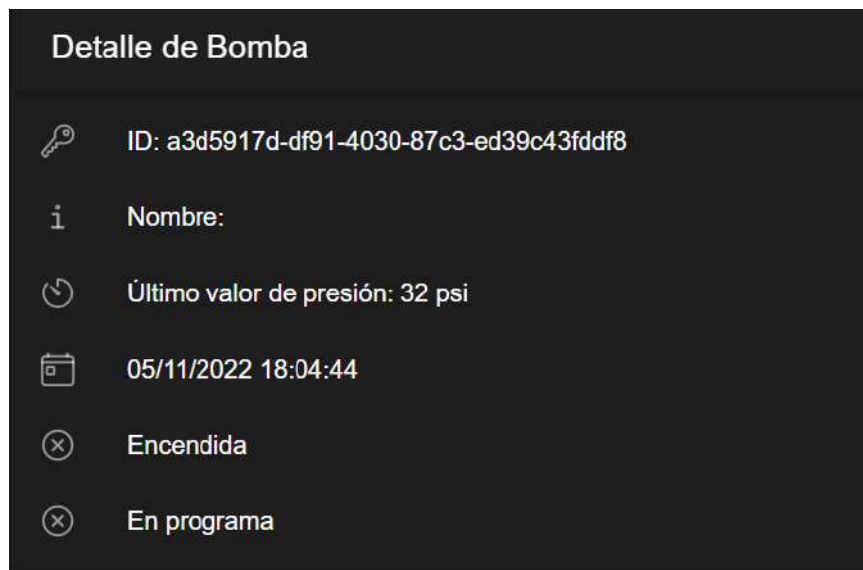 Detalle de Bomba
ID: a3d5917d-df91-4030-87c3-ed39c43fddf8
Nombre:
Último valor de presión: 32 psi
05/11/2022 18:04:44
Encendida
En programa